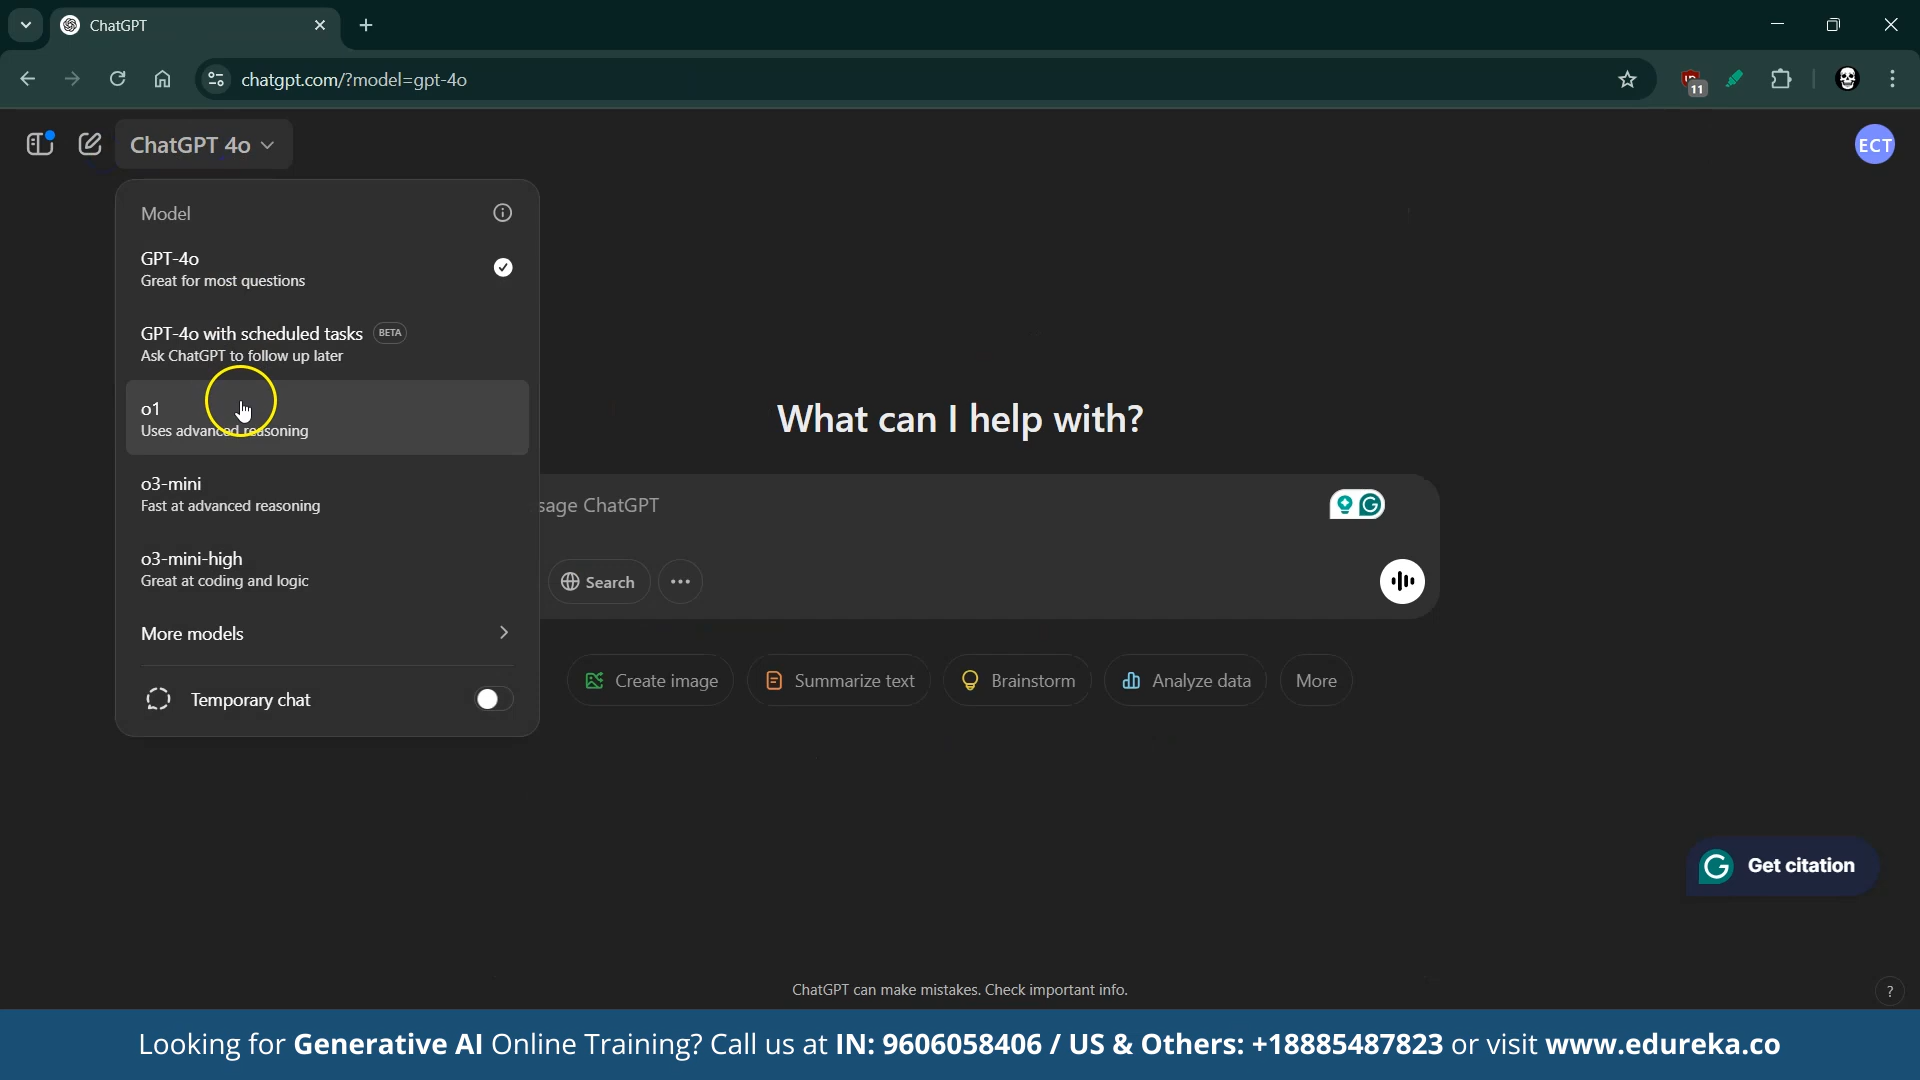 ChatGPT
chatgpt.com/?model=gpt-4o
11
ChatGPT 4o
ECT
Model
GPT-4o
Great for most questions
GPT-4o with scheduled tasks BETA
Ask ChatGPT to follow up later
o1
Uses advanced reasoning
o3-mini
Fast at advanced reasoning
o3-mini-high
Great at coding and logic
More models
Temporary chat
What can I help with?
sage ChatGPT
Search
Create image
Summarize text
Brainstorm
Analyze data
More
Get citation
ChatGPT can make mistakes. Check important info.
?
Looking for Generative AI Online Training? Call us at IN: 9606058406 / US & Others: +18885487823 or visit www.edureka.co